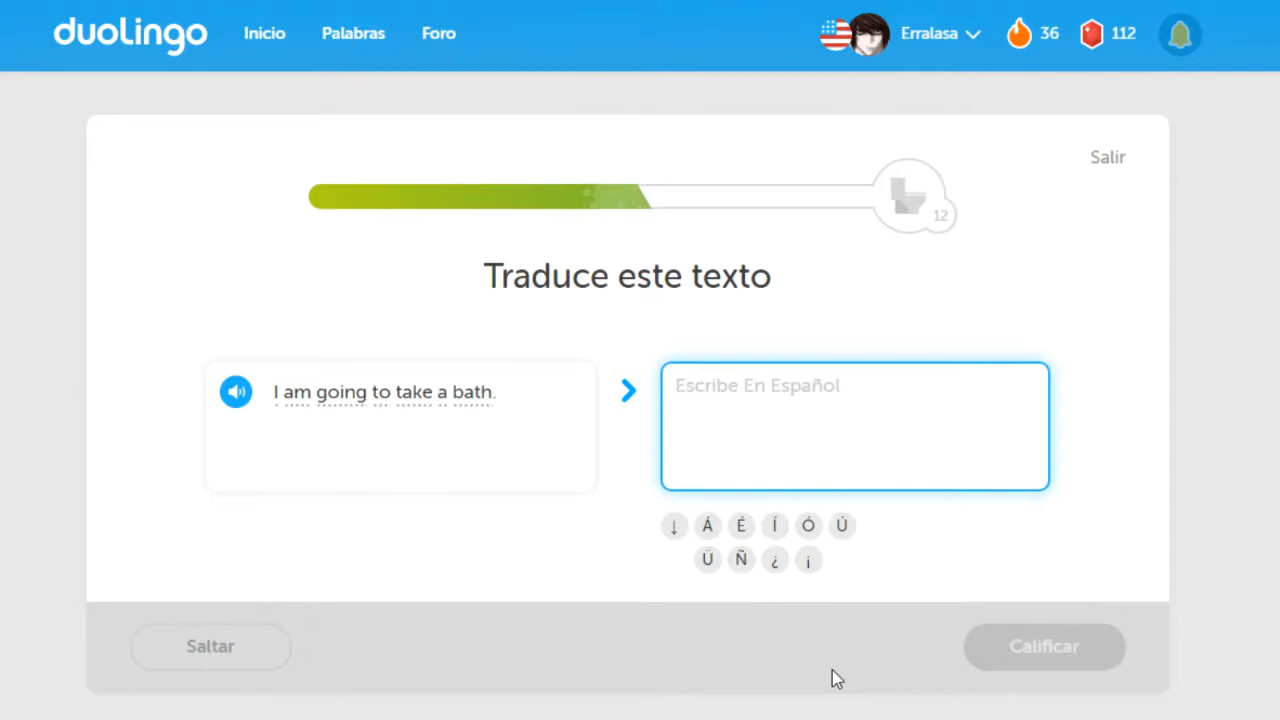 duolingo Inicio Palabras Foro Erralasa 36 112
Salir
12
Traduce este texto
I am going to take a bath.
Escribe En Español
↓ Á É Í Ó Ú
Ü Ñ ¿ ¡
Saltar Calificar